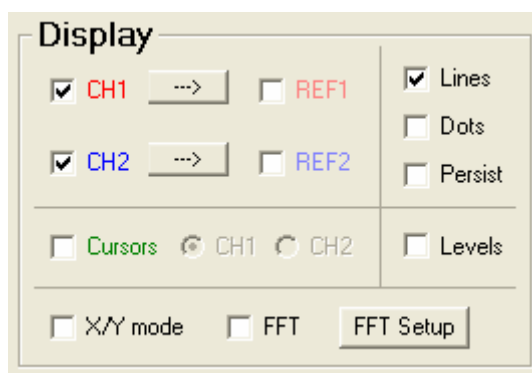 Display
CH1 ---> REF1 Lines
Dots
CH2 ---> REF2
Persist
Cursors CH1 CH2 Levels
X/Y mode FFT FFT Setup